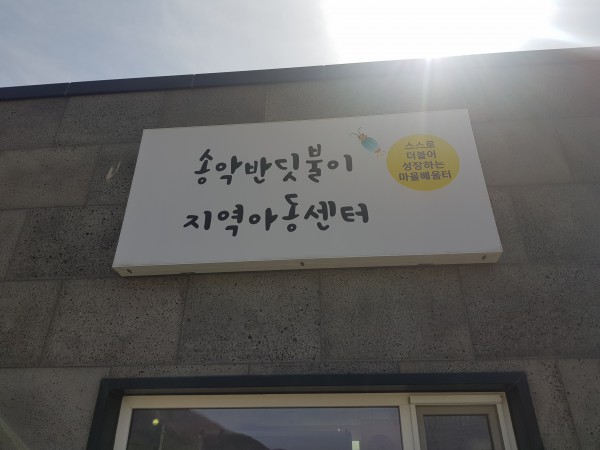 송악반딧불이
지역아동센터
스스로
더불어
성장하는
마을배움터